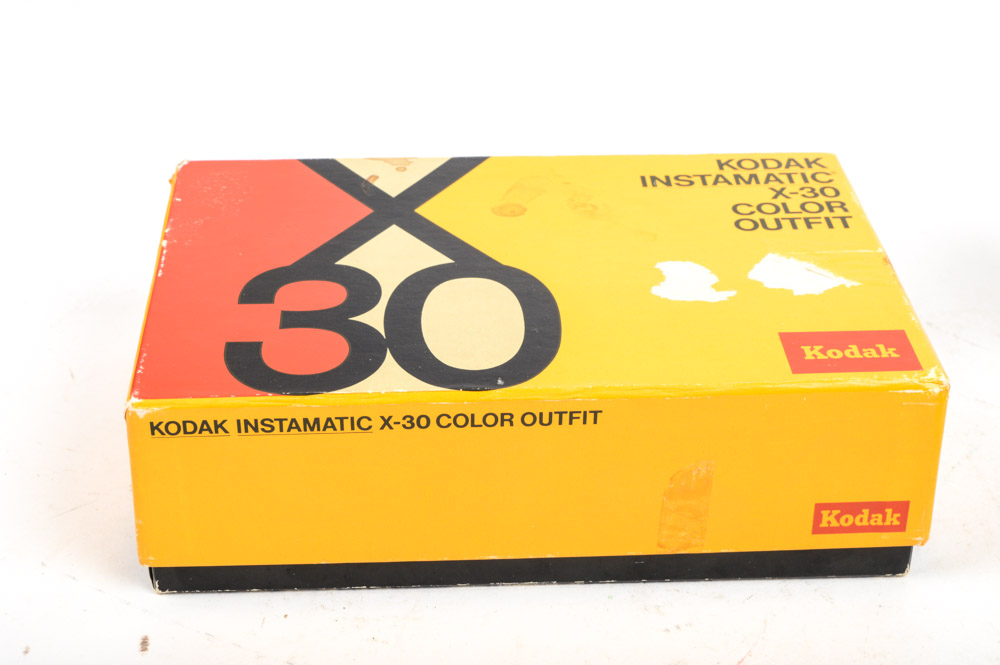 X
30
KODAK
INSTAMATIC
X-30
COLOR
OUTFIT
Kodak
KODAK INSTAMATIC X-30 COLOR OUTFIT
Kodak